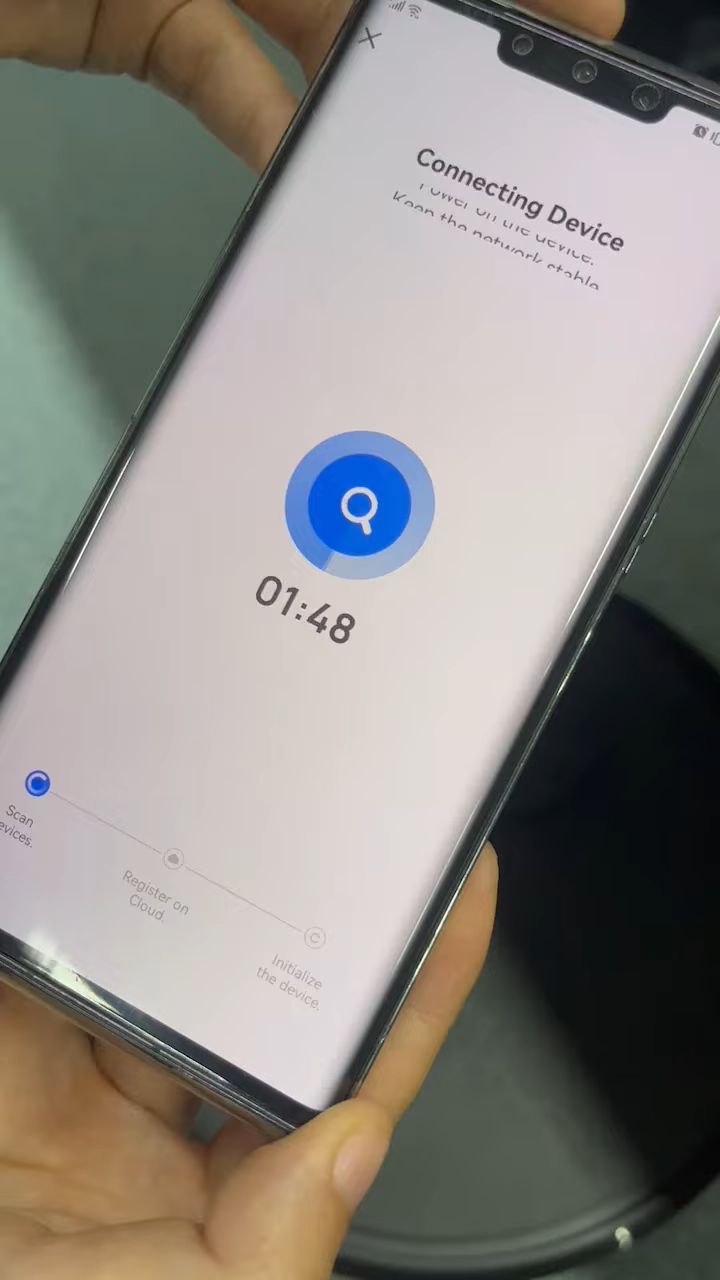 Connecting Device
Power on the device.
Keep the network stable
01:48
Scan
evices.
Register on
Cloud.
Initialize
the device.